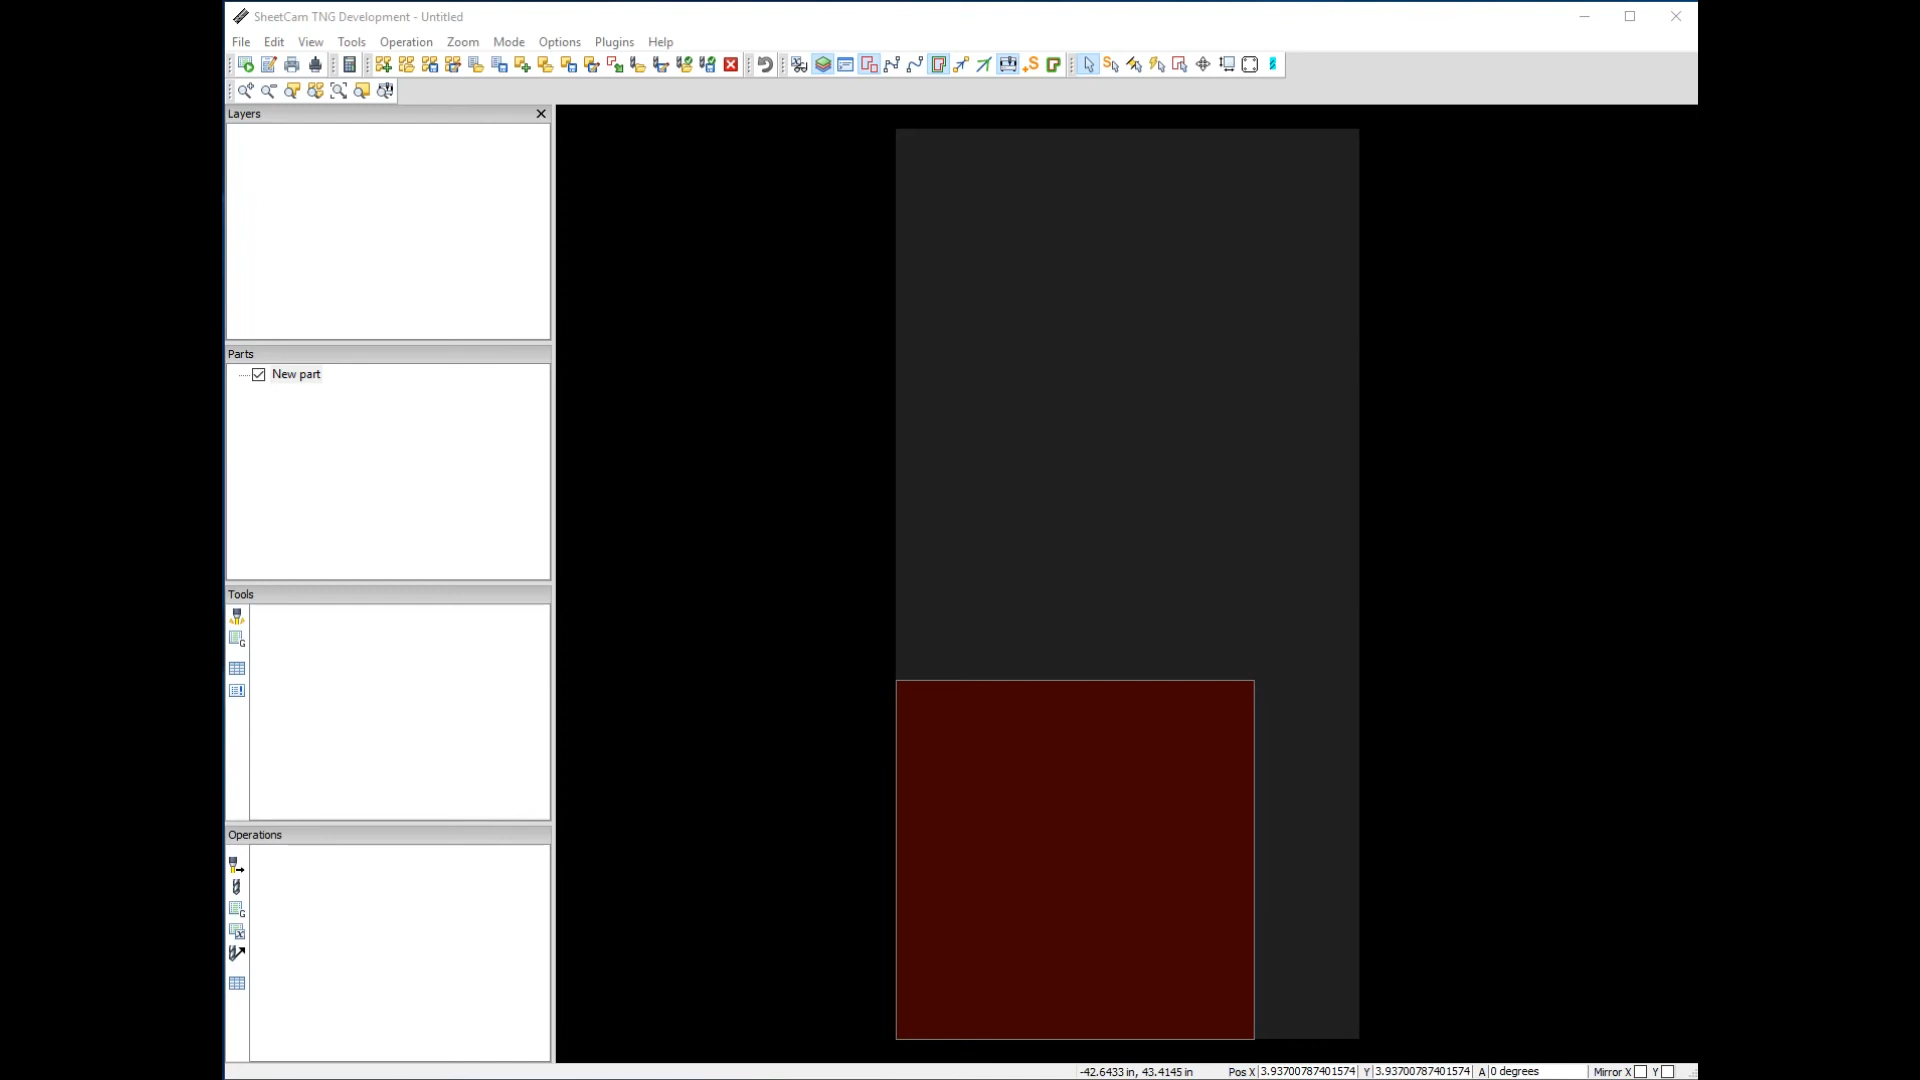 SheetCam TNG Development - Untitled
File Edit View Tools Operation Zoom Mode Options Plugins Help
Layers
Parts
New part
Tools
Operations
-42.6433 in, 43.4145 in Pos X 3.93700787401574 Y 3.93700787401574 A 0 degrees Mirror X Y